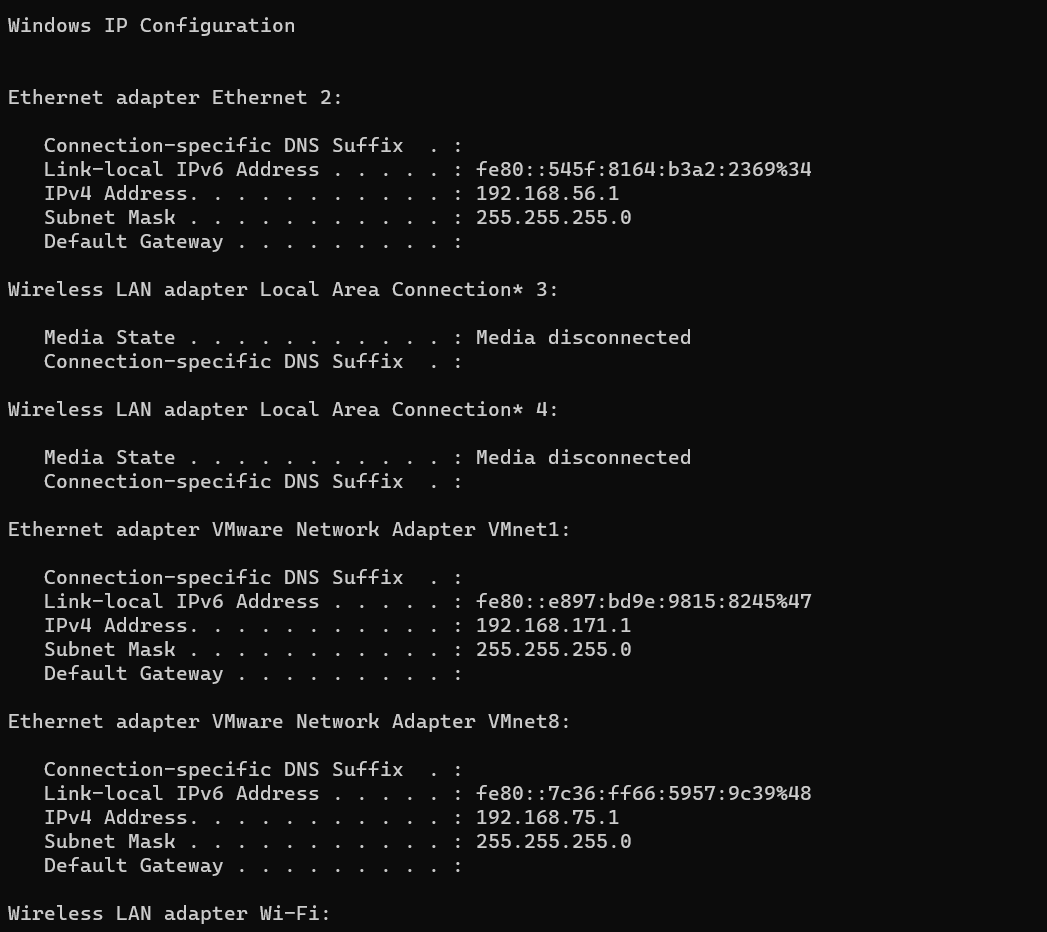 Windows IP Configuration
Ethernet adapter Ethernet 2:
Connection-specific DNS Suffix  . :
Link-local IPv6 Address . . . . . : fe80::545f:8164:b3a2:2369%34
IPv4 Address. . . . . . . . . . . : 192.168.56.1
Subnet Mask . . . . . . . . . . . : 255.255.255.0
Default Gateway . . . . . . . . . :
Wireless LAN adapter Local Area Connection* 3:
Media State . . . . . . . . . . . : Media disconnected
Connection-specific DNS Suffix  . :
Wireless LAN adapter Local Area Connection* 4:
Media State . . . . . . . . . . . : Media disconnected
Connection-specific DNS Suffix  . :
Ethernet adapter VMware Network Adapter VMnet1:
Connection-specific DNS Suffix  . :
Link-local IPv6 Address . . . . . : fe80::e897:bd9e:9815:8245%47
IPv4 Address. . . . . . . . . . . : 192.168.171.1
Subnet Mask . . . . . . . . . . . : 255.255.255.0
Default Gateway . . . . . . . . . :
Ethernet adapter VMware Network Adapter VMnet8:
Connection-specific DNS Suffix  . :
Link-local IPv6 Address . . . . . : fe80::7c36:ff66:5957:9c39%48
IPv4 Address. . . . . . . . . . . : 192.168.75.1
Subnet Mask . . . . . . . . . . . : 255.255.255.0
Default Gateway . . . . . . . . . :
Wireless LAN adapter Wi-Fi: